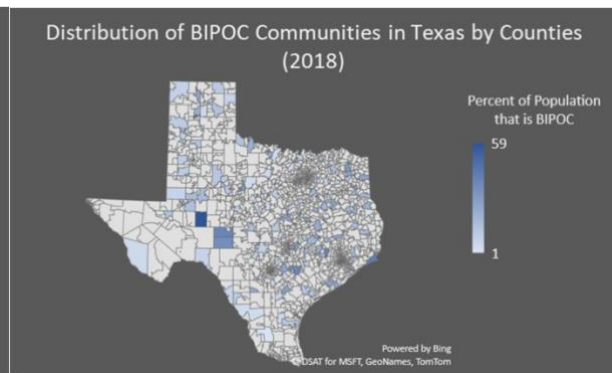 Distribution of BIPOC Communities in Texas by Counties
(2018)
Percent of Population
that is BIPOC
59
1
Powered by Bing
© DSAT for MSFT, GeoNames, TomTom